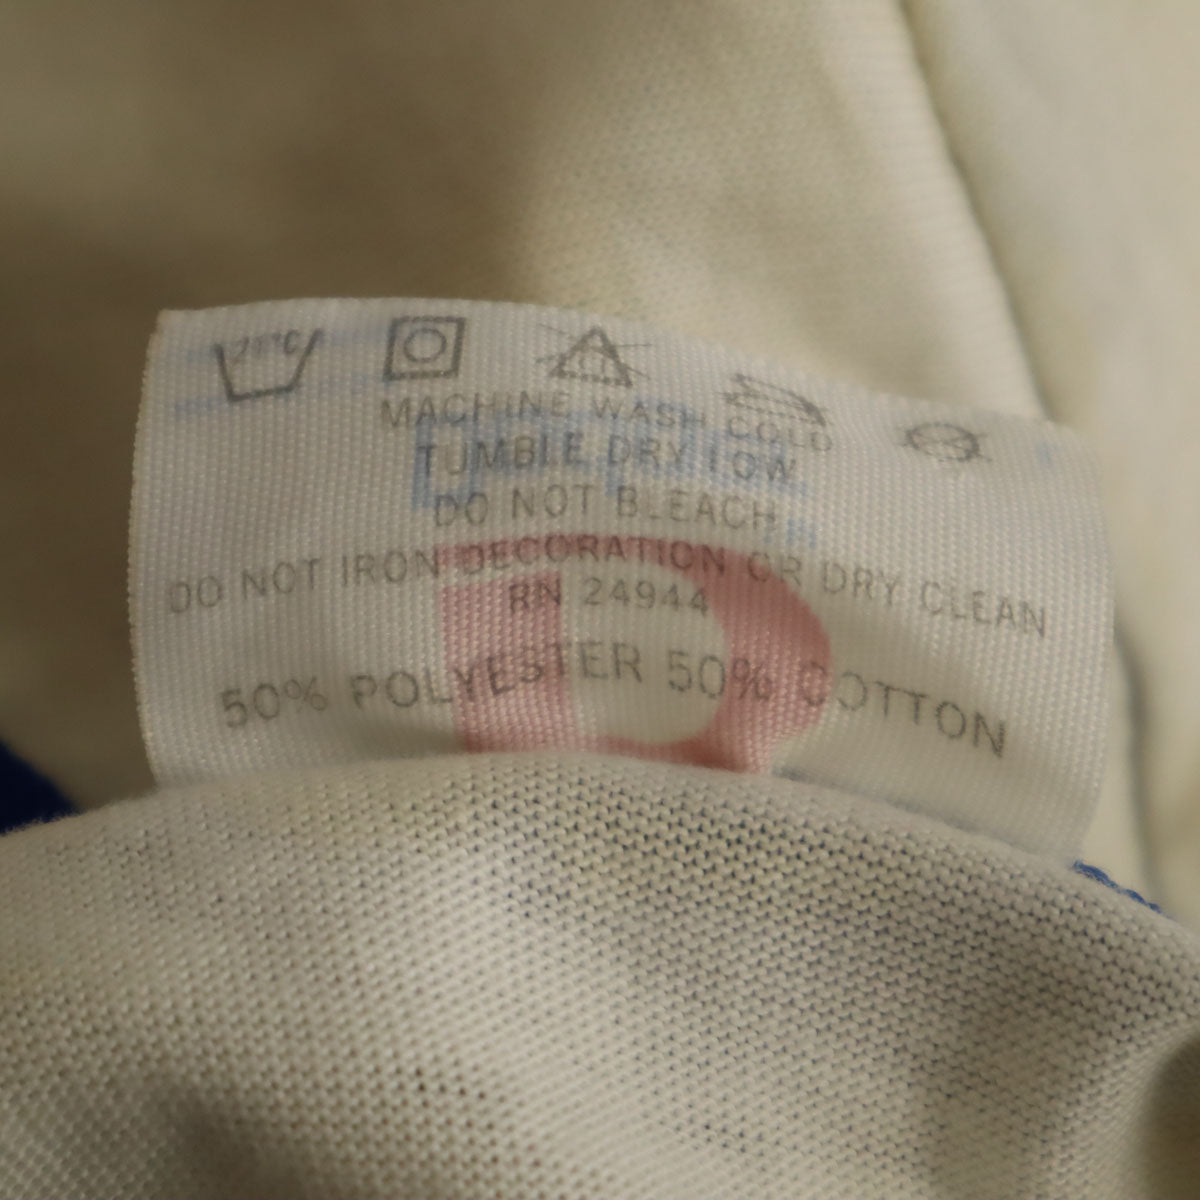 MACHINE WASH COLD
TUMBLE DRY LOW
DO NOT BLEACH
DO NOT IRON DECORATION OR DRY CLEAN
RN 24944
50% POLYESTER 50% COTTON